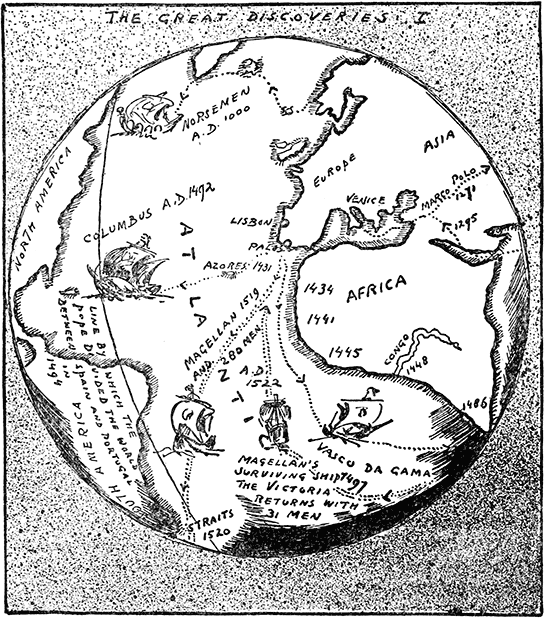 THE GREAT DISCOVERIES: I
NORSEMEN
A.D. 1000
ASIA
EUROPE
NORTH AMERICA
MARCO POLO
1271
VENICE
COLUMBUS A.D. 1492
LISBON
PALOS
1295
ATLANTI
AZORES 1431
AFRICA
1434
1441
1445
CONGO
1448
1486
MAGELLAN 1519
AND 280 MEN
A.D.
1522
LINE BY WHICH THE
POPE DIVIDED THE WORLD
BETWEEN SPAIN AND PORTUGAL
IN
1494
SOUTH AMERICA
VASCO DA GAMA
1497
MAGELLAN'S
SURVIVING SHIP
THE VICTORIA
RETURNS WITH
31 MEN
STRAITS
1520